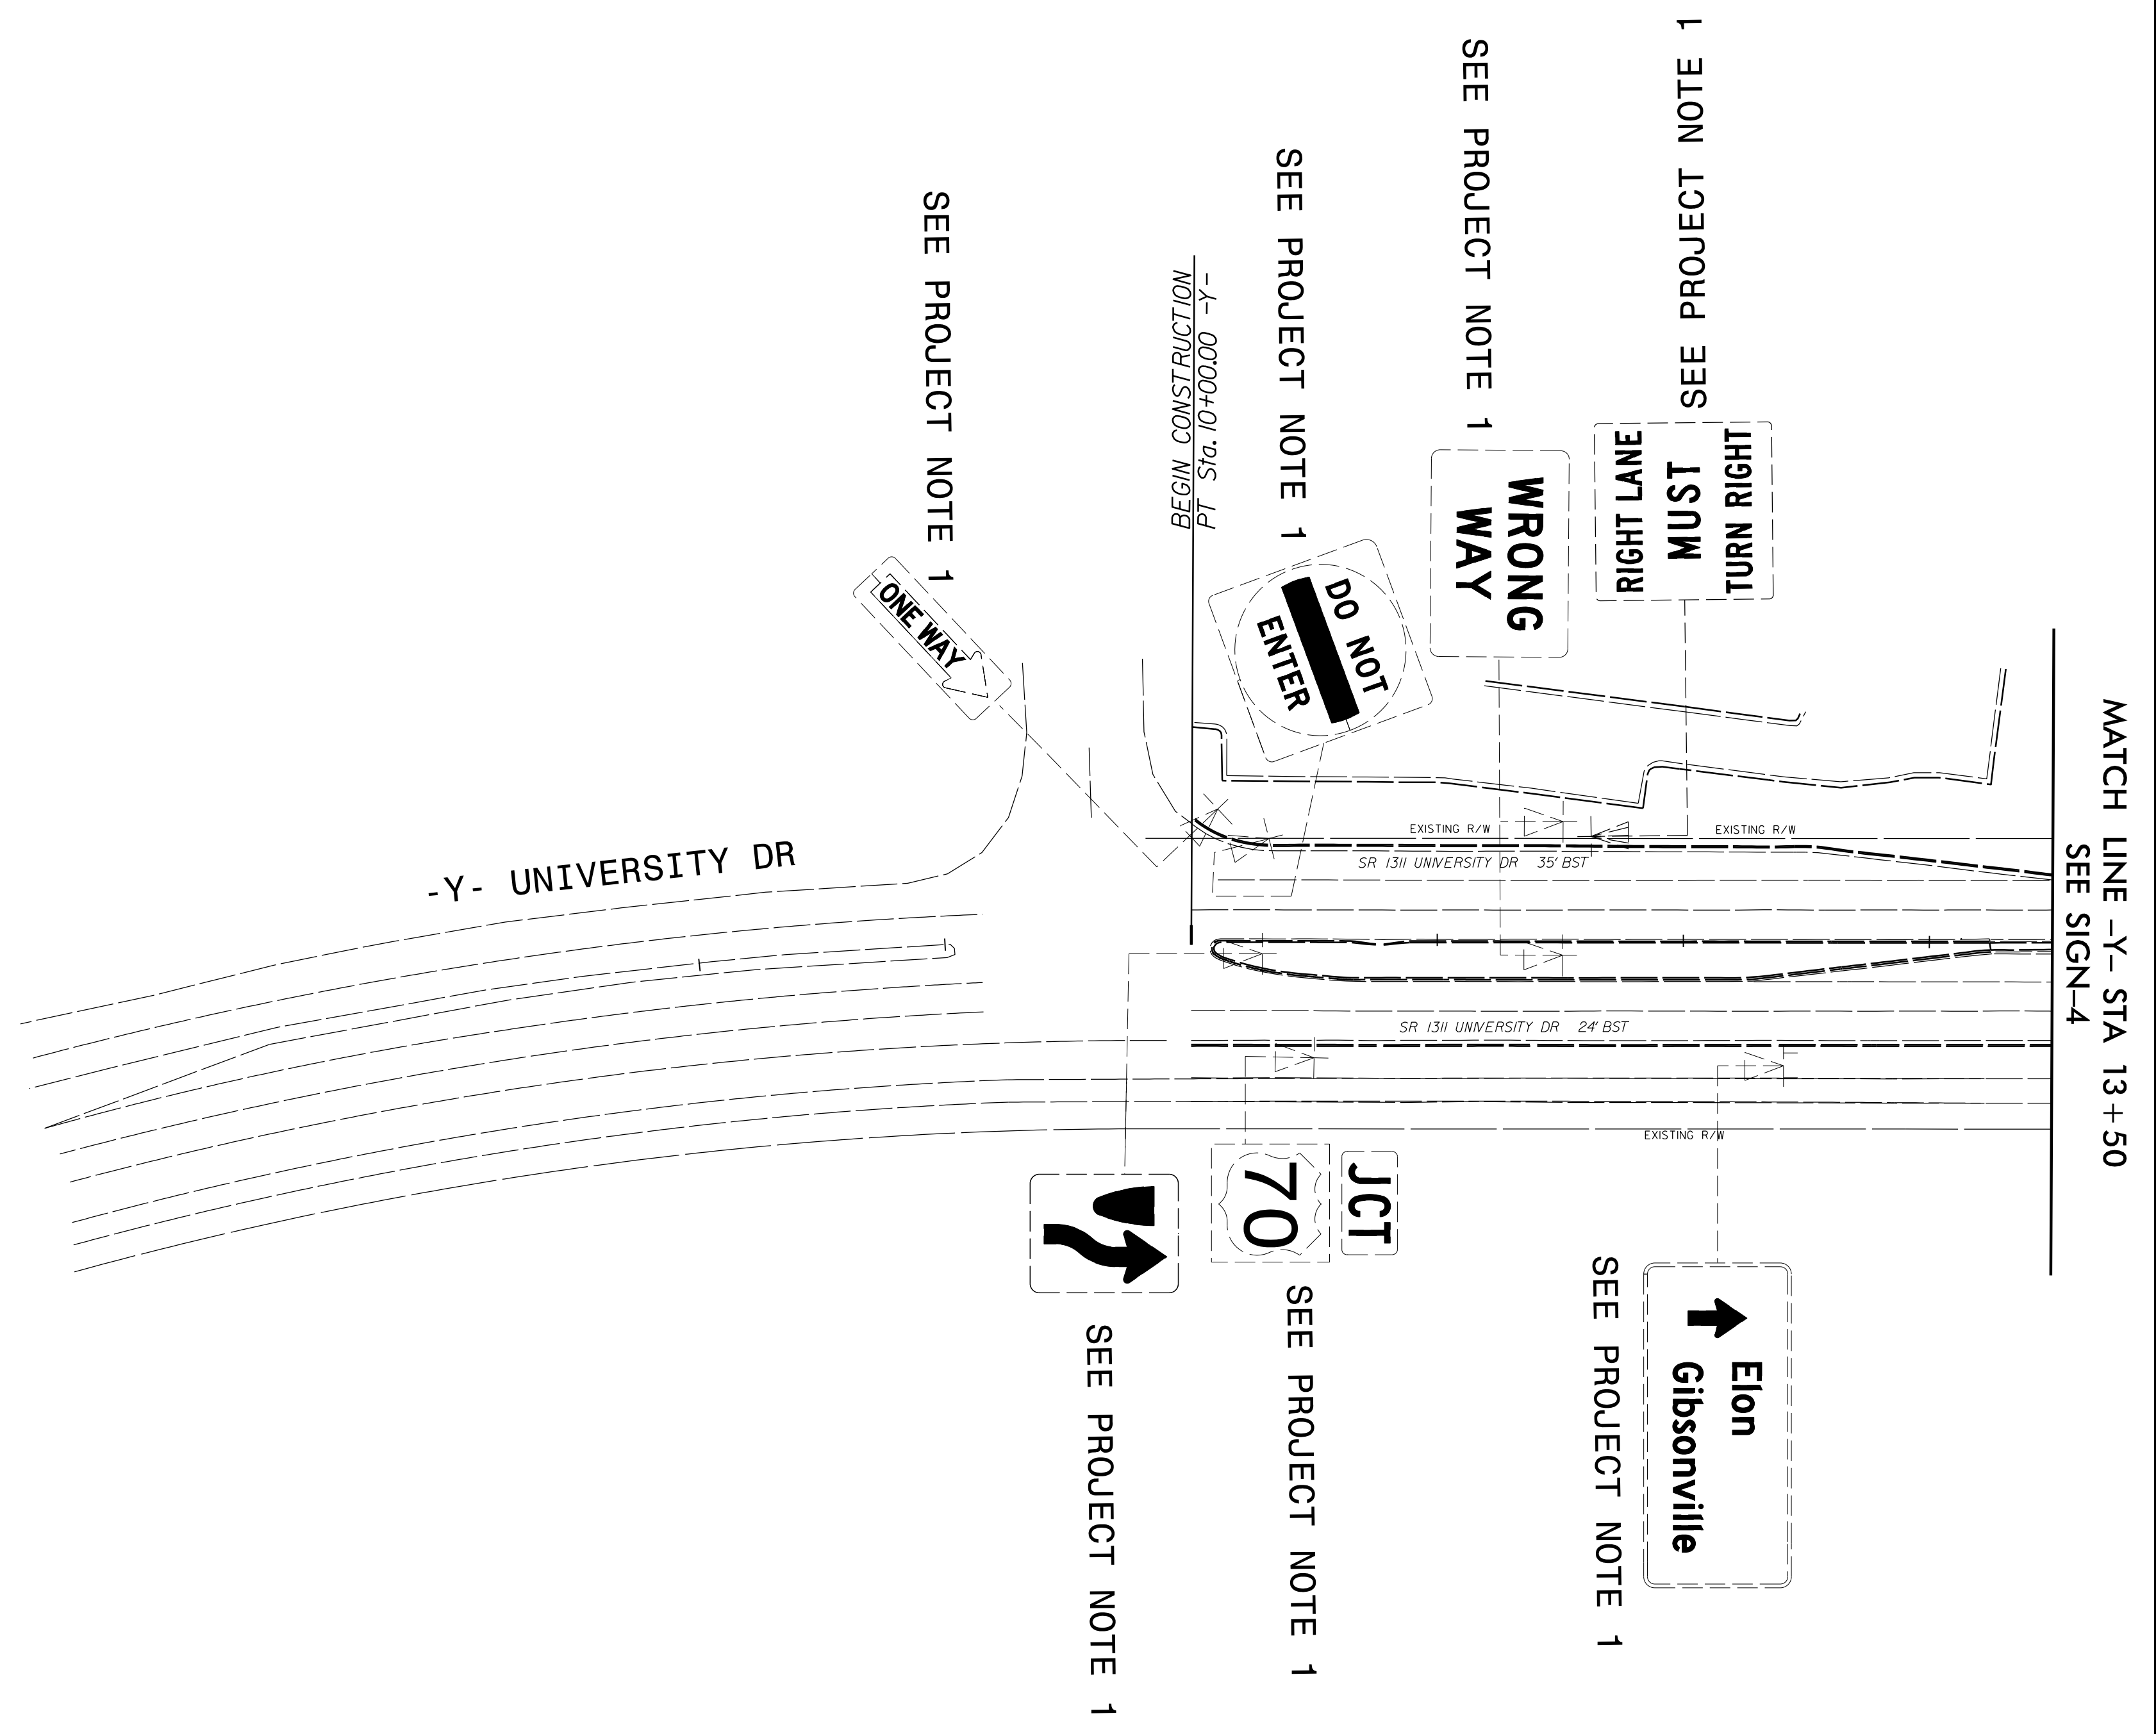 SEE PROJECT NOTE 1
SEE PROJECT NOTE 1
SEE PROJECT NOTE 1
SEE PROJECT NOTE 1
BEGIN CONSTRUCTION
PT Sta. 10+00.00 -Y-
ONE WAY
DO NOT
ENTER
WRONG
WAY
RIGHT LANE
MUST
TURN RIGHT
MATCH LINE -Y- STA 13+50
SEE SIGN-4
EXISTING R/W
EXISTING R/W
SR 1311 UNIVERSITY DR 35' BST
-Y- UNIVERSITY DR
SR 1311 UNIVERSITY DR 24' BST
EXISTING R/W
JCT
70
Elon
Gibsonville
SEE PROJECT NOTE 1
SEE PROJECT NOTE 1
SEE PROJECT NOTE 1